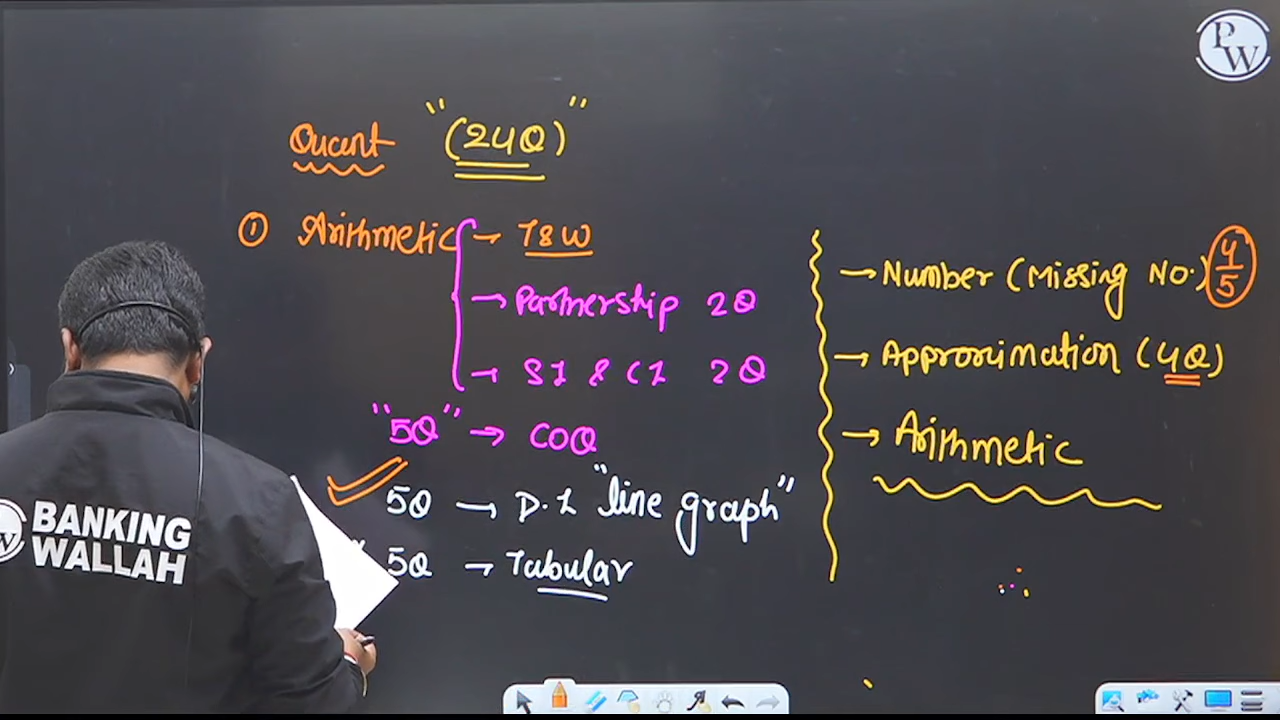 PW
Quant "(24Q)"
① Arithmetic → T&W
→ Partnership 2Q
→ SI & CI 2Q
"5Q" → COQ
5Q → D.I "line graph"
5Q → Tabular
→ Number (Missing No.) 4/5
→ Approximation (4Q)
→ Arithmetic
W BANKING
WALLAH